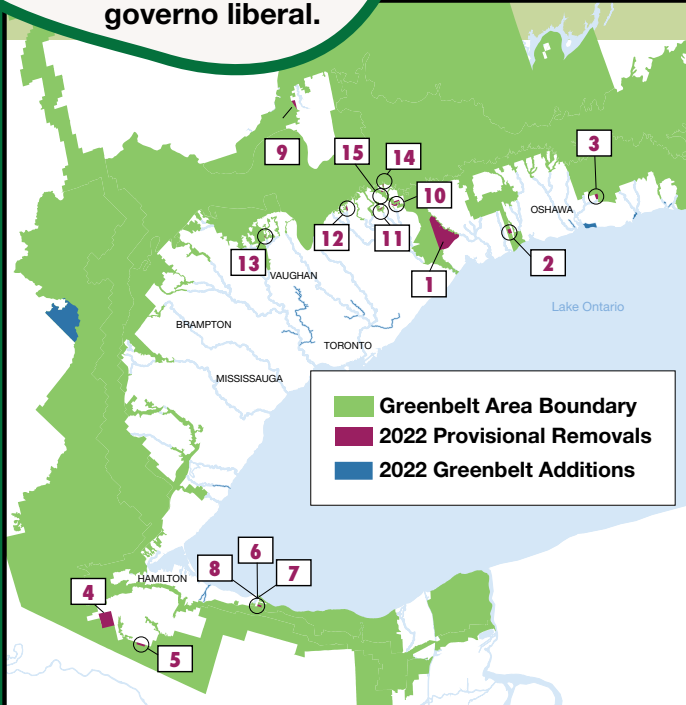 governo liberal.
9
15
14
3
10
OSHAWA
12
11
13
2
VAUGHAN
1
Lake Ontario
BRAMPTON
TORONTO
MISSISSAUGA
Greenbelt Area Boundary
2022 Provisional Removals
2022 Greenbelt Additions
6
8
7
HAMILTON
4
5